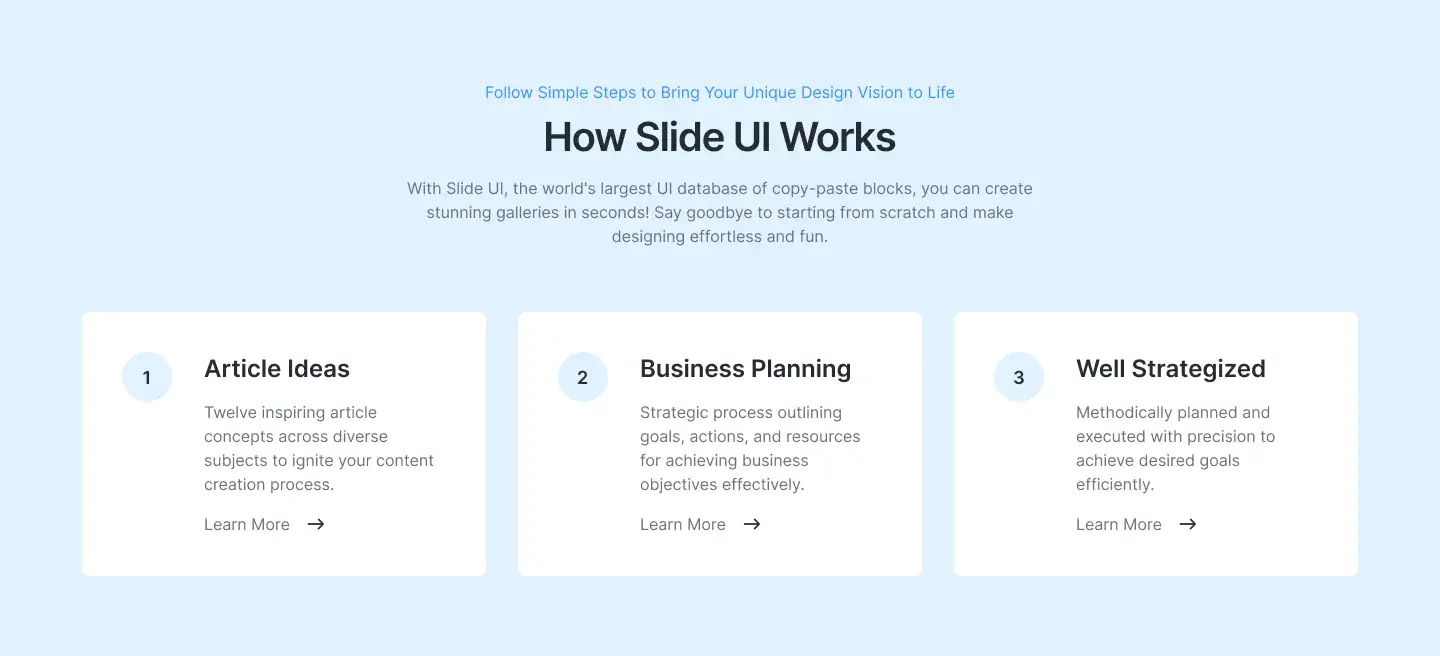 Follow Simple Steps to Bring Your Unique Design Vision to Life
How Slide UI Works
With Slide UI, the world's largest UI database of copy-paste blocks, you can create
stunning galleries in seconds! Say goodbye to starting from scratch and make
designing effortless and fun.
1
Article Ideas
Twelve inspiring article
concepts across diverse
subjects to ignite your content
creation process.
Learn More
2
Business Planning
Strategic process outlining
goals, actions, and resources
for achieving business
objectives effectively.
Learn More
3
Well Strategized
Methodically planned and
executed with precision to
achieve desired goals
efficiently.
Learn More